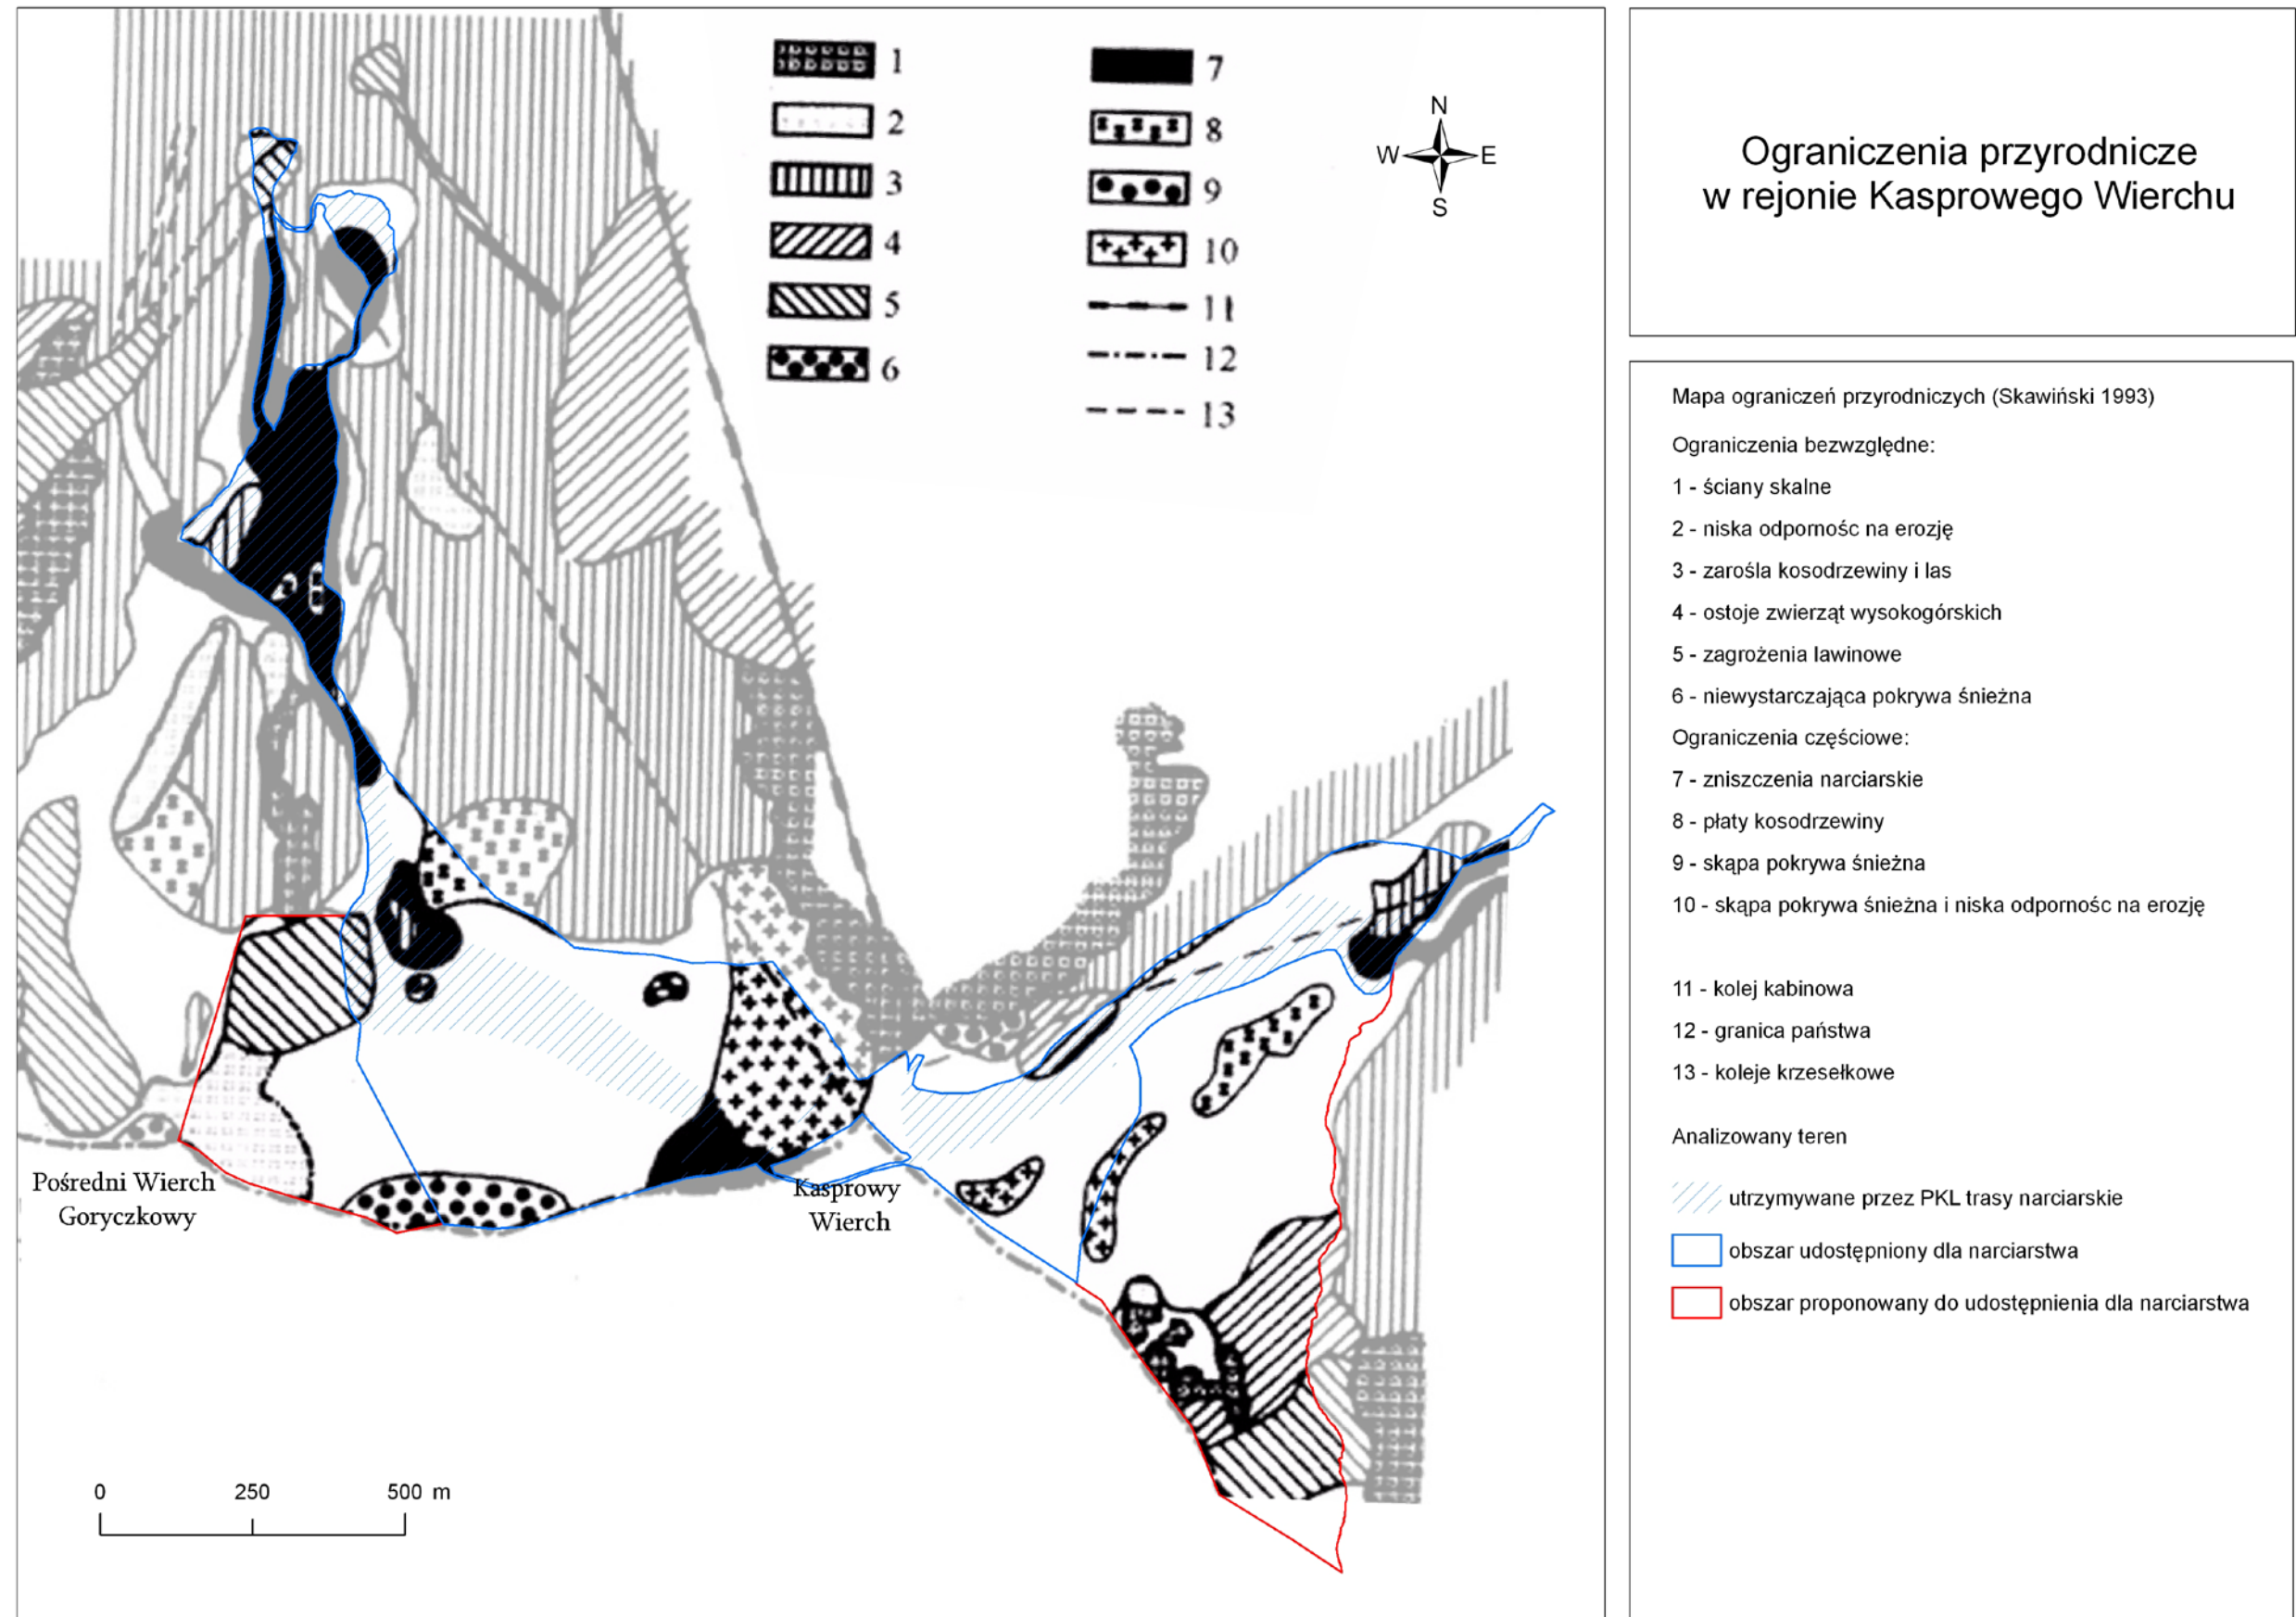 1
2
3
4
5
6
7
8
9
10
11
12
13
N
W
E
S
Pośredni Wierch
Goryczkowy
Kasprowy
Wierch
0
250
500 m
Ograniczenia przyrodnicze
w rejonie Kasprowego Wierchu
Mapa ograniczeń przyrodniczych (Skawiński 1993)
Ograniczenia bezwzględne:
1 - ściany skalne
2 - niska odpornośc na erozję
3 - zarośla kosodrzewiny i las
4 - ostoje zwierząt wysokogórskich
5 - zagrożenia lawinowe
6 - niewystarczająca pokrywa śnieżna
Ograniczenia częściowe:
7 - zniszczenia narciarskie
8 - płaty kosodrzewiny
9 - skąpa pokrywa śnieżna
10 - skąpa pokrywa śnieżna i niska odpornośc na erozję
11 - kolej kabinowa
12 - granica państwa
13 - koleje krzesełkowe
Analizowany teren
utrzymywane przez PKL trasy narciarskie
obszar udostępniony dla narciarstwa
obszar proponowany do udostępnienia dla narciarstwa